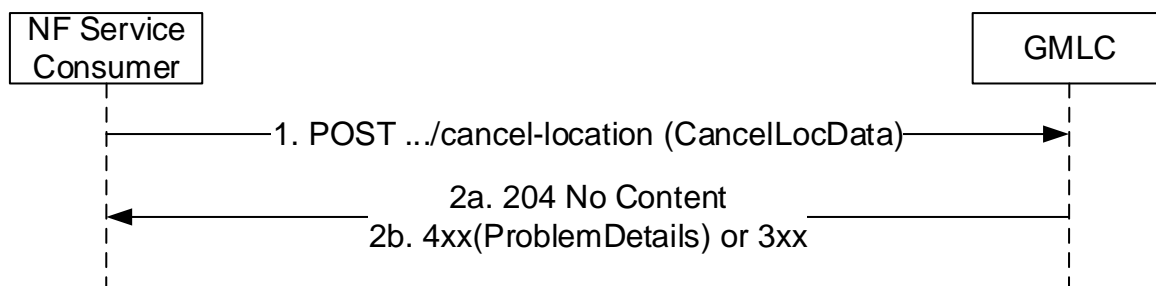 NF Service
Consumer
GMLC
1. POST .../cancel-location (CancelLocData)
2a. 204 No Content
2b. 4xx(ProblemDetails) or 3xx